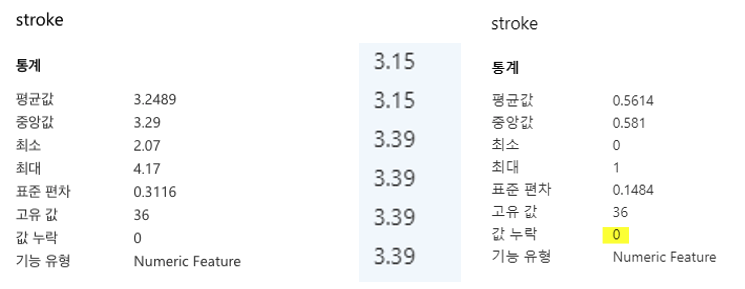 stroke
통계
평균값 3.2489
중앙값 3.29
최소 2.07
최대 4.17
표준 편차 0.3116
고유 값 36
값 누락 0
기능 유형 Numeric Feature
3.15
3.15
3.39
3.39
3.39
3.39
stroke
통계
평균값 0.5614
중앙값 0.581
최소 0
최대 1
표준 편차 0.1484
고유 값 36
값 누락 0
기능 유형 Numeric Feature